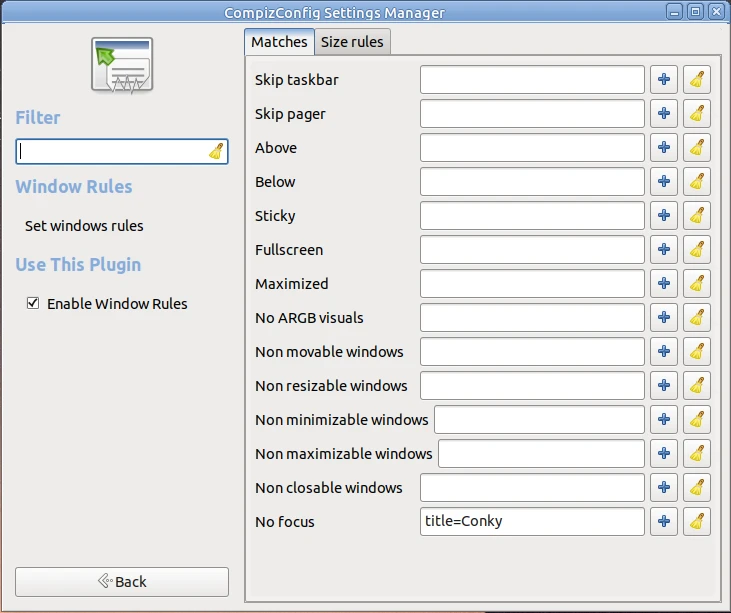 CompizConfig Settings Manager
Filter
Window Rules
Set windows rules
Use This Plugin
Enable Window Rules
Back
Matches
Size rules
Skip taskbar
Skip pager
Above
Below
Sticky
Fullscreen
Maximized
No ARGB visuals
Non movable windows
Non resizable windows
Non minimizable windows
Non maximizable windows
Non closable windows
No focus
title=Conky